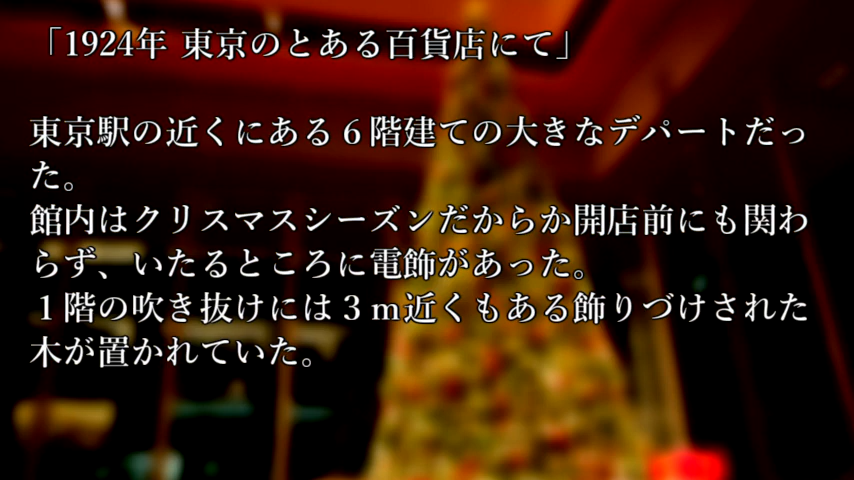 「1924年 東京のとある百貨店にて」
東京駅の近くにある６階建ての大きなデパートだっ
た。
館内はクリスマスシーズンだからか開店前にも関わ
らず、いたるところに電飾があった。
１階の吹き抜けには３ｍ近くもある飾りづけされた
木が置かれていた。